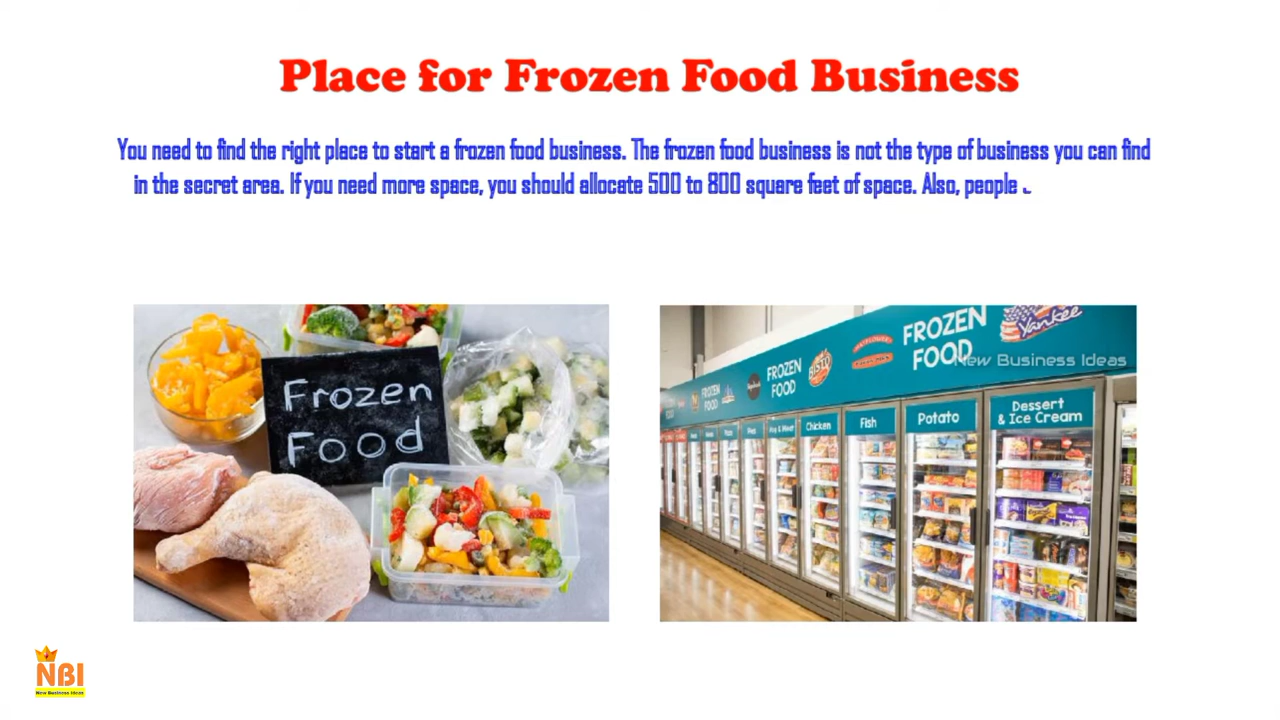 Place for Frozen Food Business
You need to find the right place to start a frozen food business. The frozen food business is not the type of business you can find
in the secret area. If you need more space, you should allocate 500 to 800 square feet of space. Also, people
Frozen
Food
FROZEN
FOOD
Yankee
New Business Ideas
FROZEN
FOOD
BISTO
FROZEN
FOOD
Chicken
Fish
Potato
Dessert
& Ice Cream
NBI
New Business Ideas